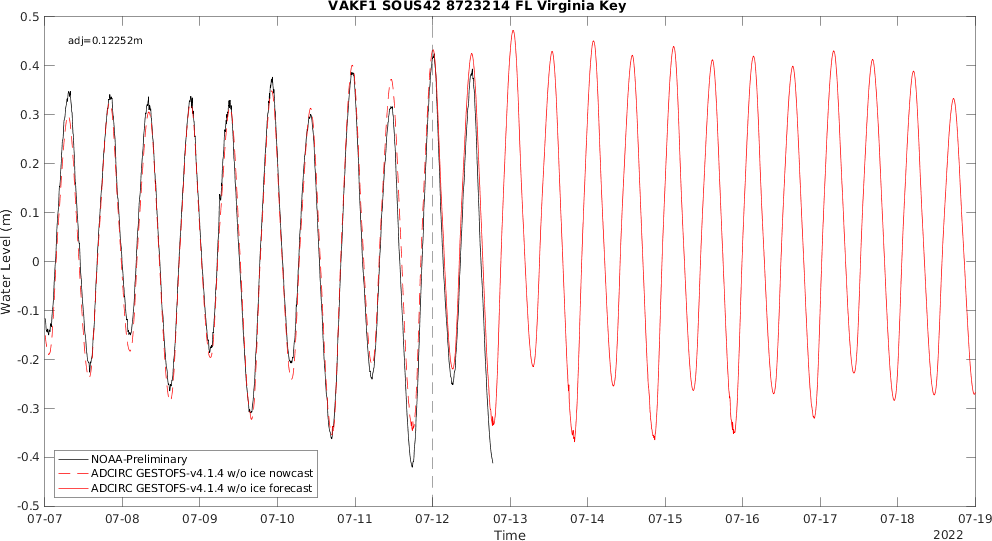 VAKF1 SOUS42 8723214 FL Virginia Key
adj=0.12252m
Water Level (m)
0.5
0.4
0.3
0.2
0.1
0
-0.1
-0.2
-0.3
-0.4
-0.5
NOAA-Preliminary
ADCIRC GESTOFS-v4.1.4 w/o ice nowcast
ADCIRC GESTOFS-v4.1.4 w/o ice forecast
07-07 07-08 07-09 07-10 07-11 07-12 07-13 07-14 07-15 07-16 07-17 07-18 07-19
Time
2022